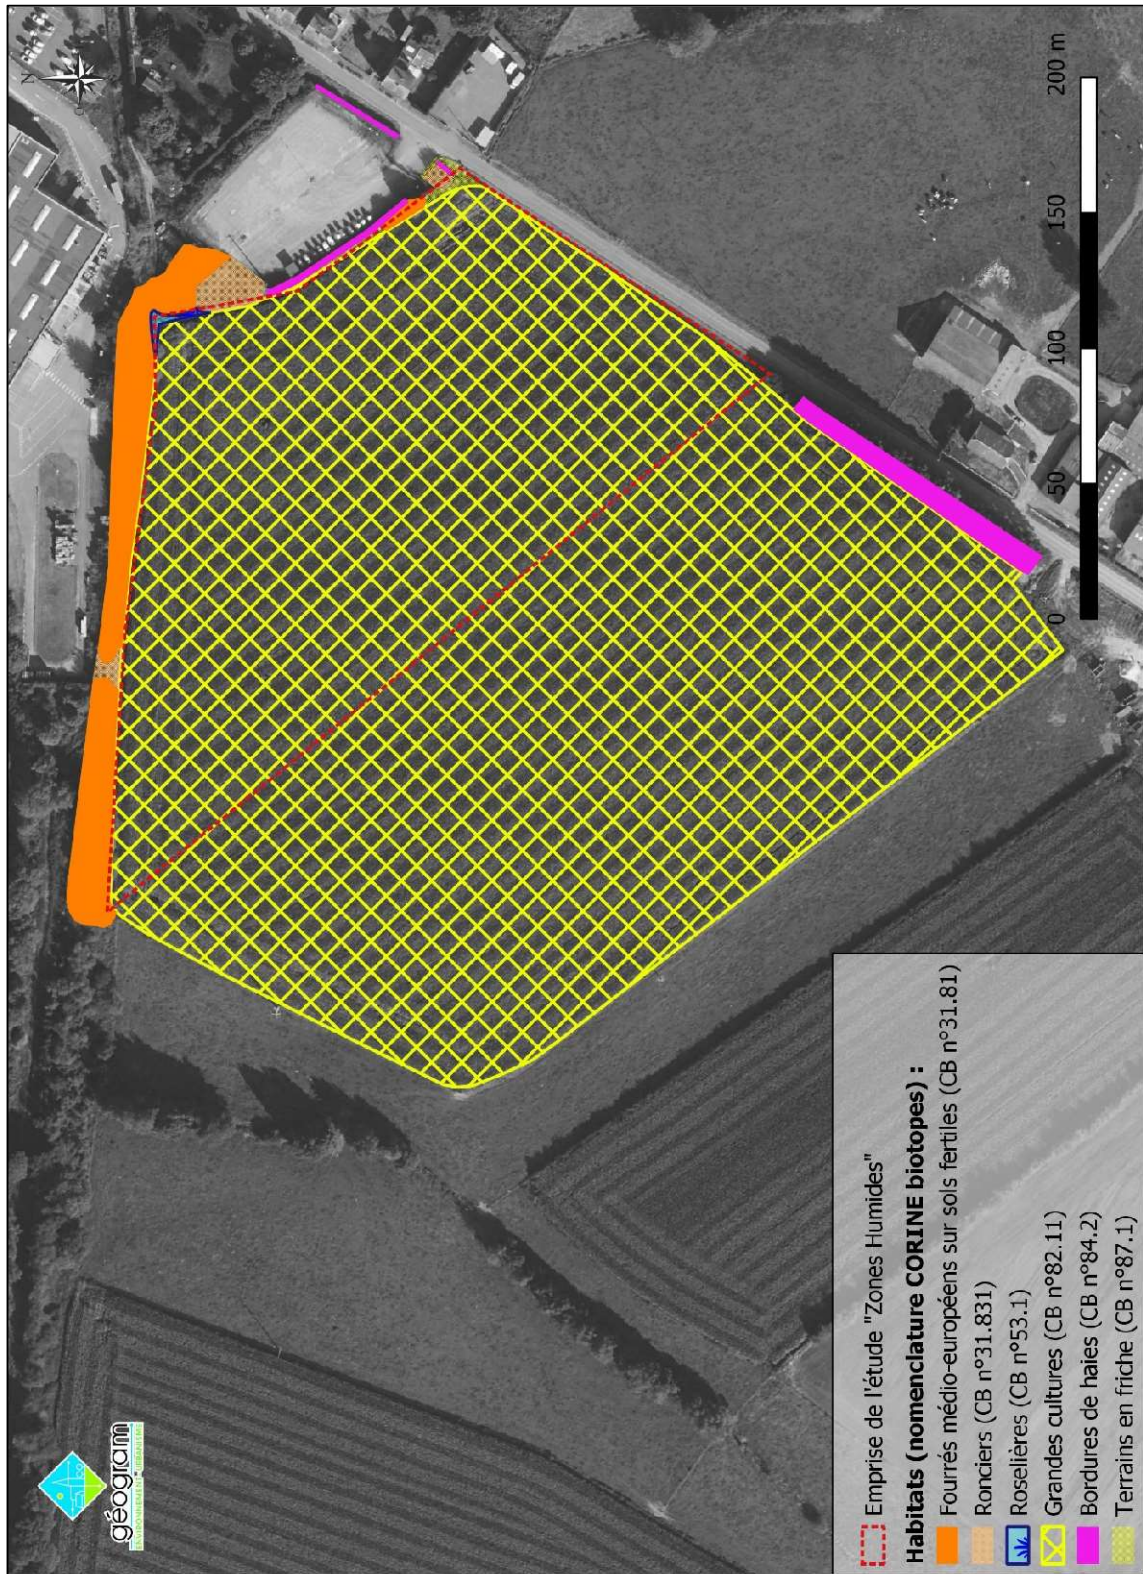 géogram
ENVIRONNEMENT URBANISME
N
O
Emprise de l'étude "Zones Humides"
Habitats (nomenclature CORINE biotopes) :
Fourrés médio-européens sur sols fertiles (CB n°31.81)
Ronciers (CB n°31.831)
Roselières (CB n°53.1)
Grandes cultures (CB n°82.11)
Bordures de haies (CB n°84.2)
Terrains en friche (CB n°87.1)
0 50 100 150 200 m